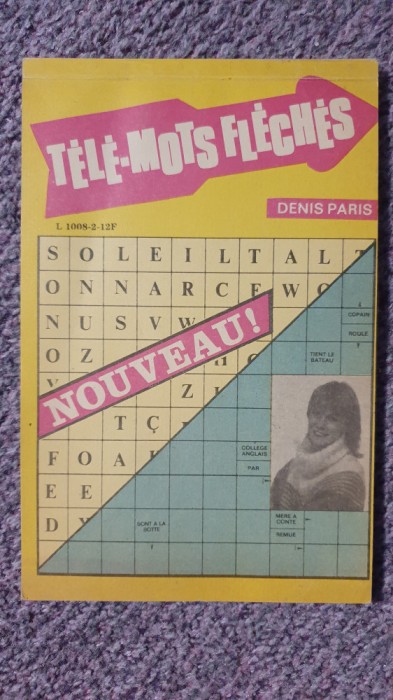 TÉLÉ-MOTS FLÉCHÉS
DENIS PARIS
L 1008-2-12F
S O L E I L T A L
O N N A R C E W
N U S V W
O Z
NOUVEAU!
Z
T Ç
F O A
E E
D
COPAIN
ROULE
TIENT LE
BATEAU
COLLEGE
ANGLAIS
PAR
SONT A LA
BOTTE
MERE A
CONTE
REMUE